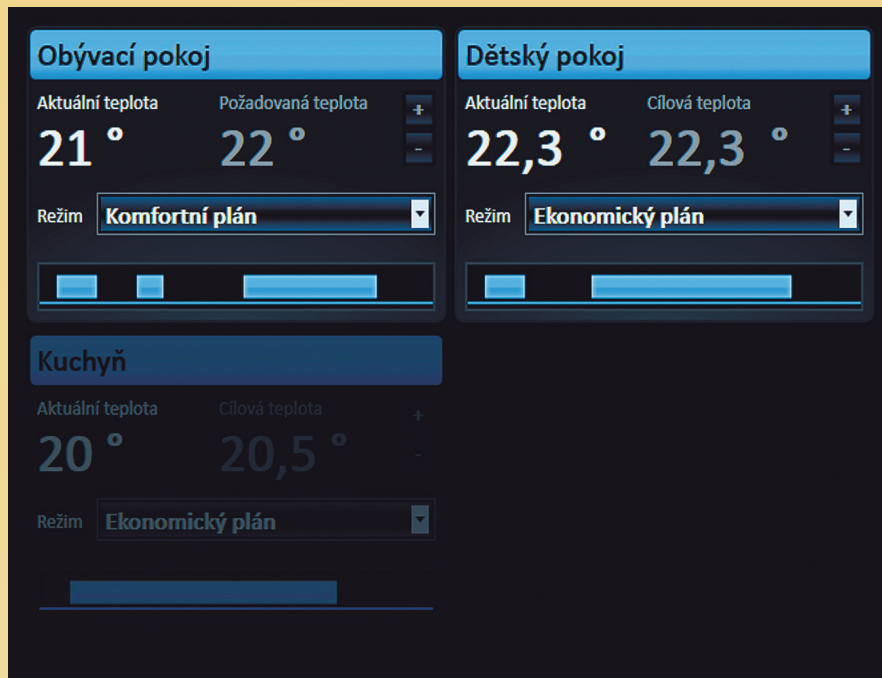 Obývací pokoj
Aktuální teplota Požadovaná teplota +
21 ° 22 ° -
Režim Komfortní plán
Dětský pokoj
Aktuální teplota Cílová teplota +
22,3 ° 22,3 ° -
Režim Ekonomický plán
Kuchyň
Aktuální teplota Cílová teplota +
20 ° 20,5 ° -
Režim Ekonomický plán